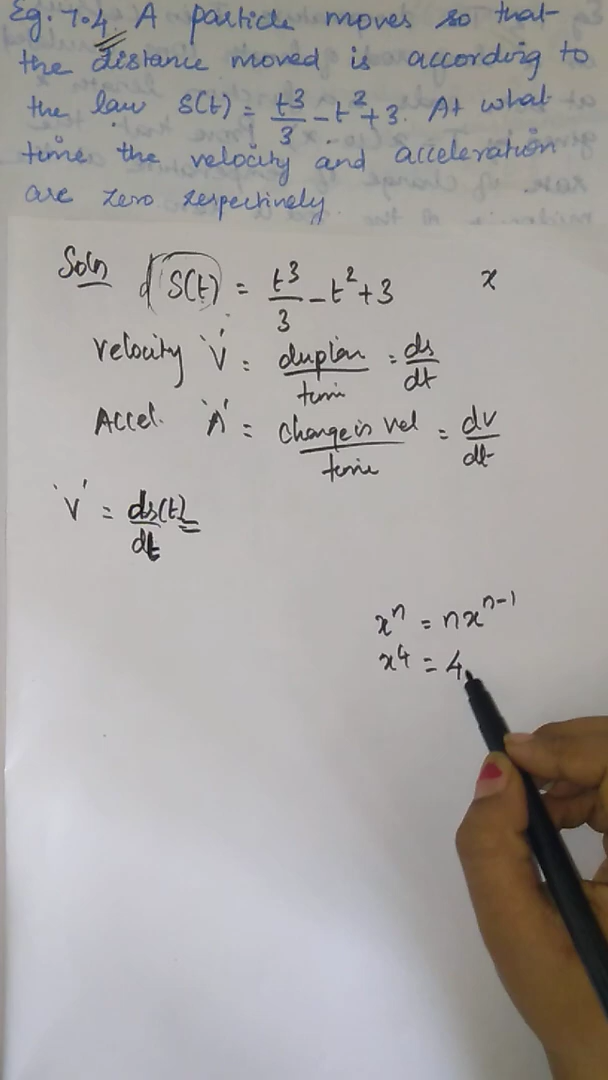 Eg. 7.4 A particle moves so that
the distance moved is according to
the law S(t) = t³/3 - t² + 3. At what
time the velocity and acceleration
are zero respectively
Soln S(t) = t³/3 - t² + 3 x
Velocity 'V' = / time = ds/dt
Accel. 'A' = change in vel / time = dv/dt
'V' = ds(t)/dt
xⁿ = nxⁿ⁻¹
x⁴ = 4